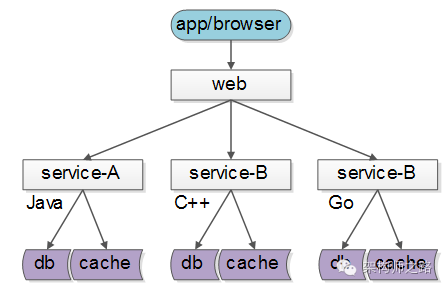 app/browser
web
service-A service-B service-B
Java C++ Go
db cache db cache db cache
架构师之路